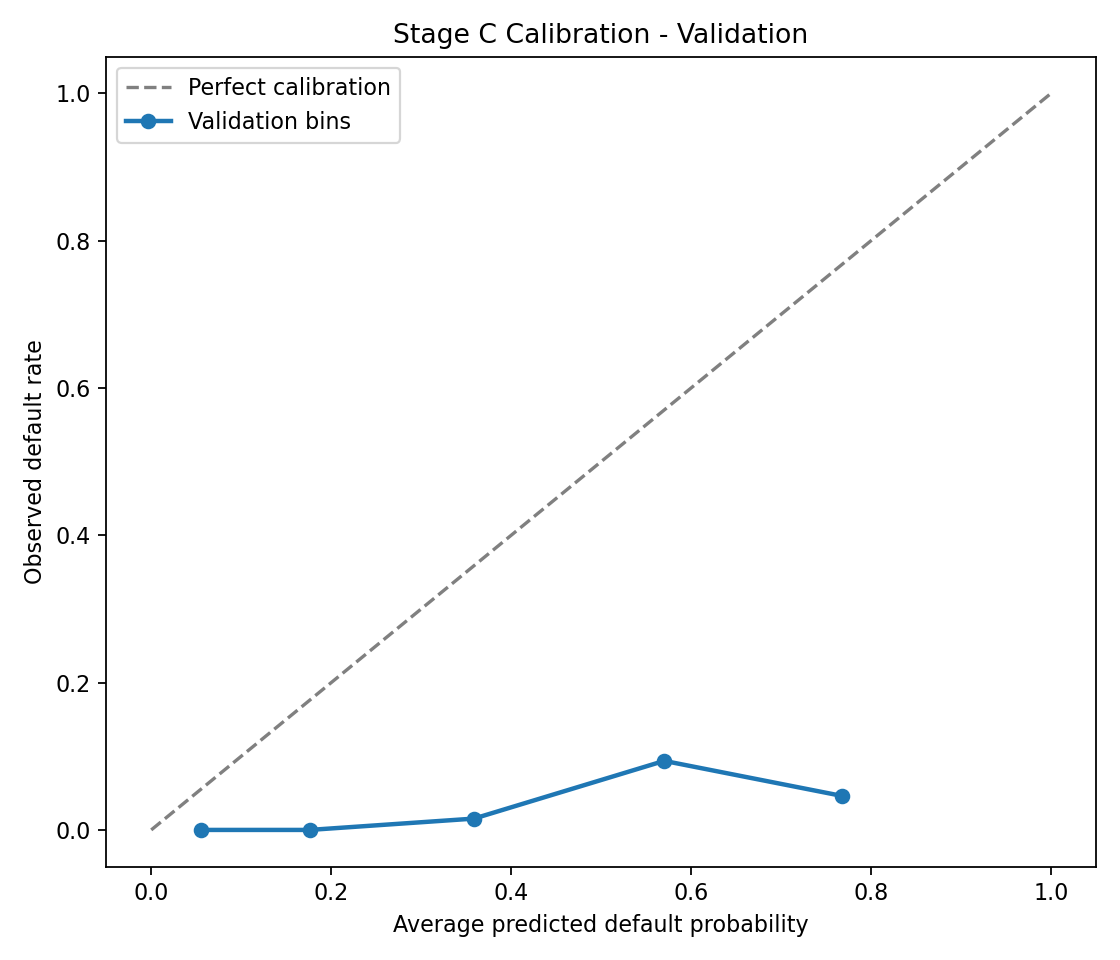 Stage C Calibration - Validation
Perfect calibration
Validation bins
1.0
0.8
0.6
0.4
0.2
0.0
Observed default rate
0.0 0.2 0.4 0.6 0.8 1.0
Average predicted default probability